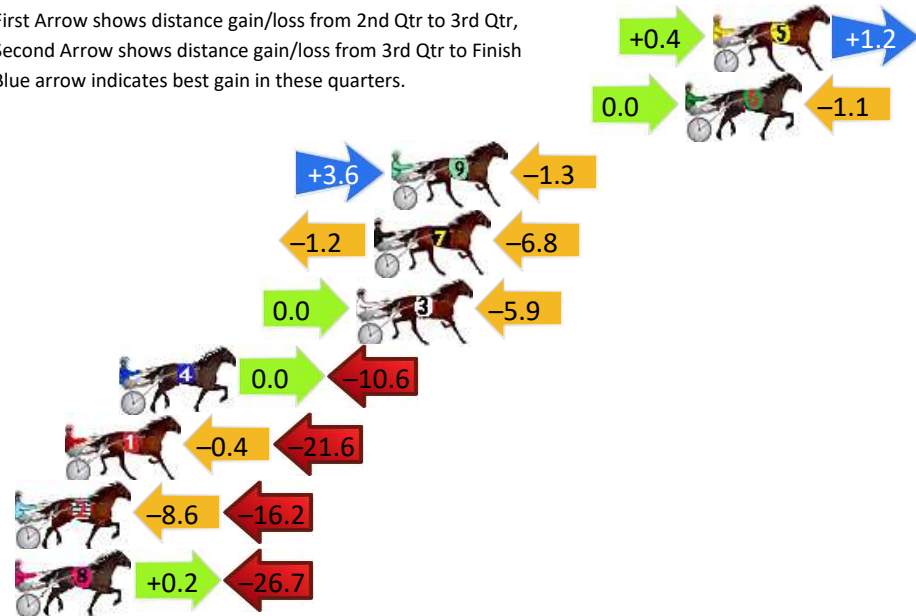 First Arrow shows distance gain/loss from 2nd Qtr to 3rd Qtr,
Second Arrow shows distance gain/loss from 3rd Qtr to Finish
Blue arrow indicates best gain in these quarters.
+0.4 5 +1.2
0.0 6 –1.1
+3.6 9 –1.3
–1.2 7 –6.8
0.0 3 –5.9
4 0.0 –10.6
1 –0.4 –21.6
2 –8.6 –16.2
8 +0.2 –26.7